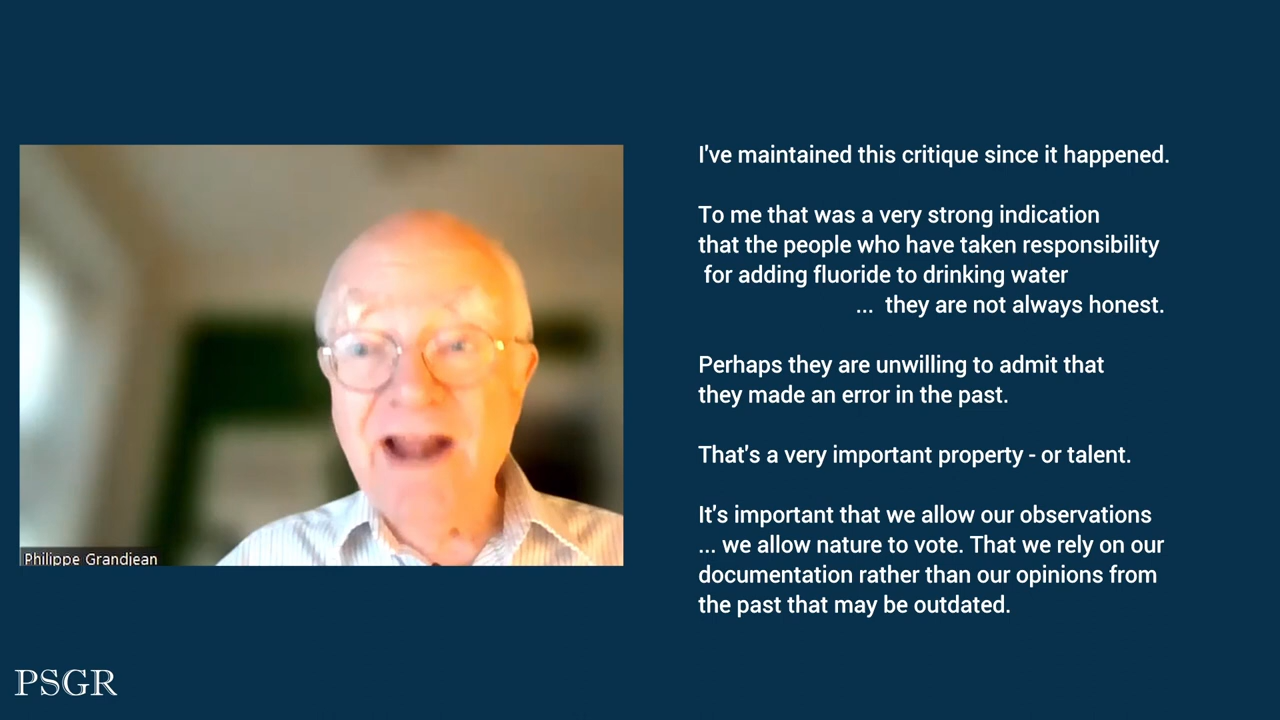 I've maintained this critique since it happened.
To me that was a very strong indication
that the people who have taken responsibility
for adding fluoride to drinking water
... they are not always honest.
Perhaps they are unwilling to admit that
they made an error in the past.
That's a very important property - or talent.
It's important that we allow our observations
... we allow nature to vote. That we rely on our
documentation rather than our opinions from
the past that may be outdated.
Philippe Grandjean
PSGR